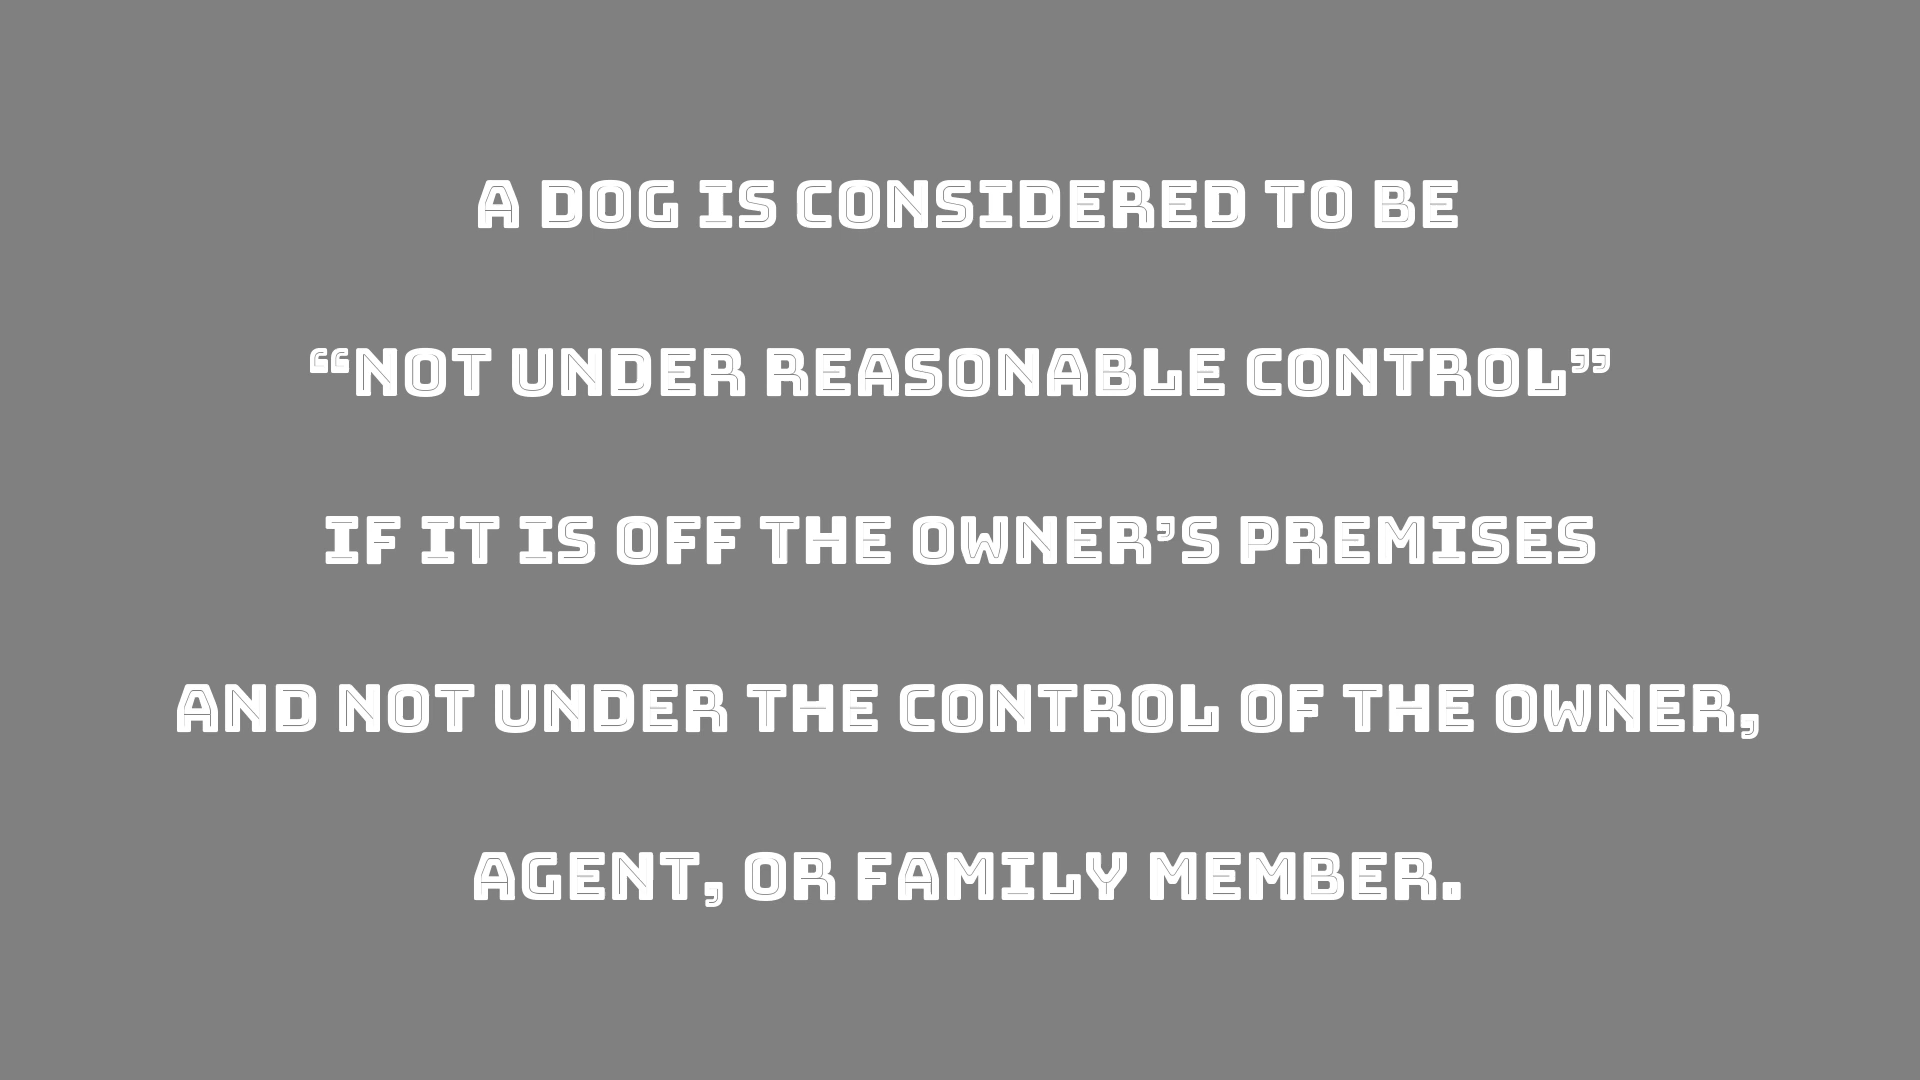 A DOG IS CONSIDERED TO BE
“NOT UNDER REASONABLE CONTROL”
IF IT IS OFF THE OWNER’S PREMISES
AND NOT UNDER THE CONTROL OF THE OWNER,
AGENT, OR FAMILY MEMBER.